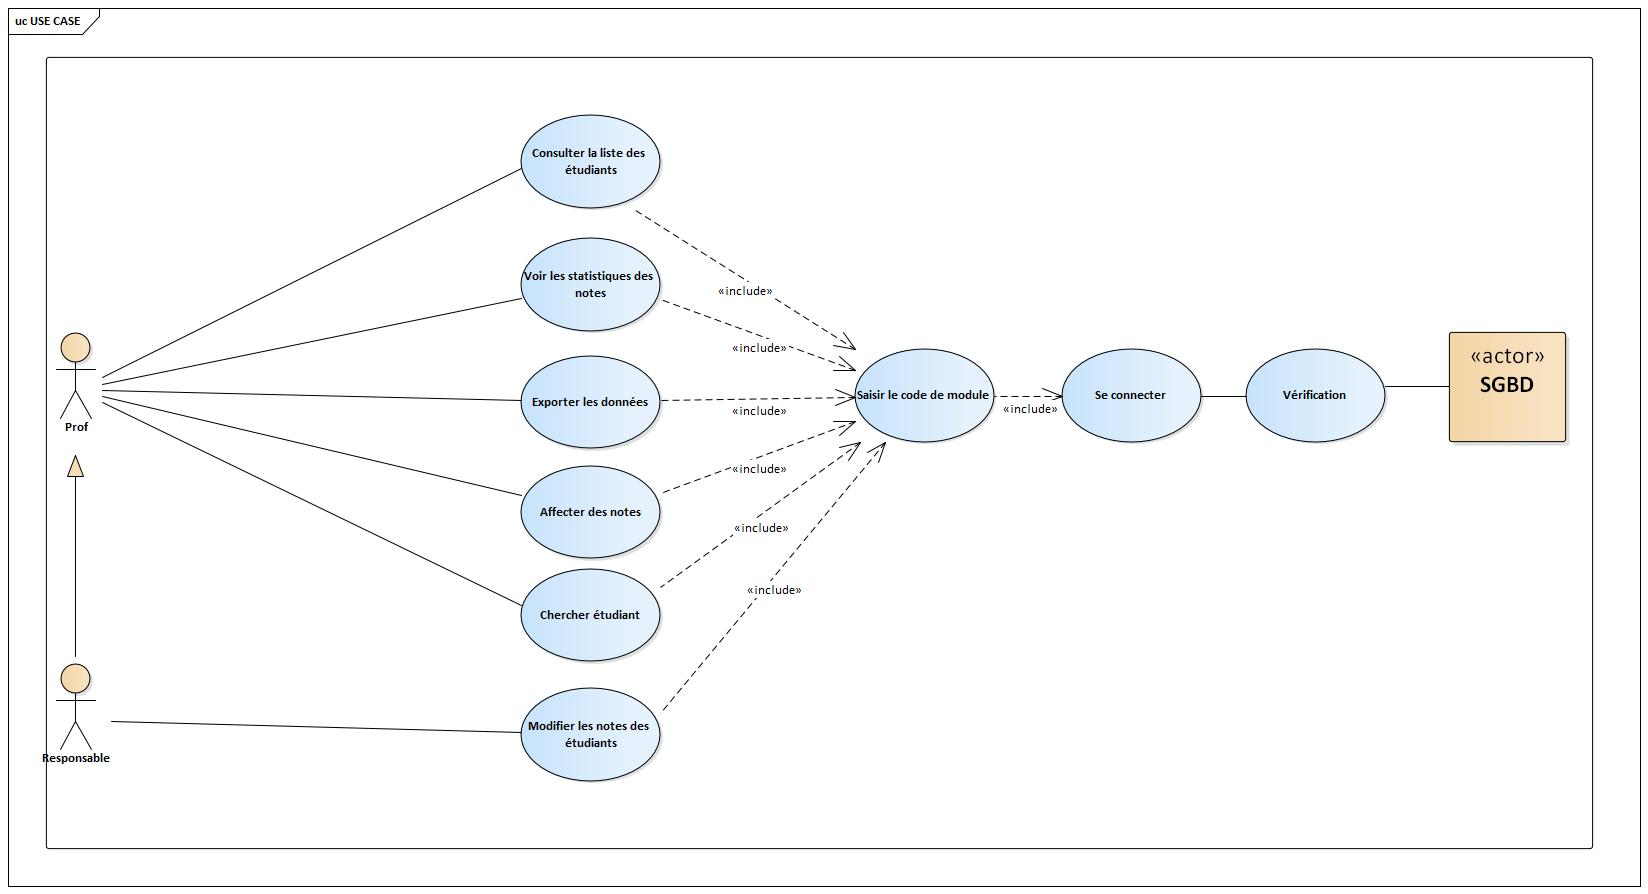 uc USE CASE
Consulter la liste des
étudiants
Voir les statistiques des
notes
Exporter les données
Affecter des notes
Chercher étudiant
Modifier les notes des
étudiants
Prof
Responsable
«include»
«include»
«include»
«include»
«include»
«include»
Saisir le code de module
«include»
Se connecter
Vérification
«actor»
SGBD